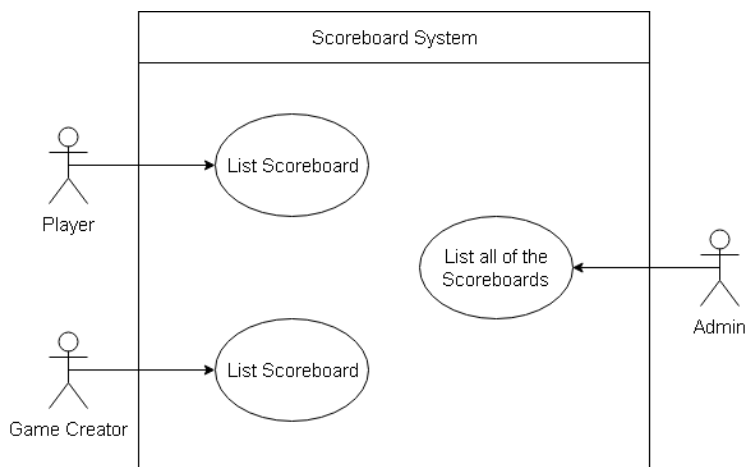 Scoreboard System
List Scoreboard
Player
List all of the
Scoreboards
Admin
List Scoreboard
Game Creator